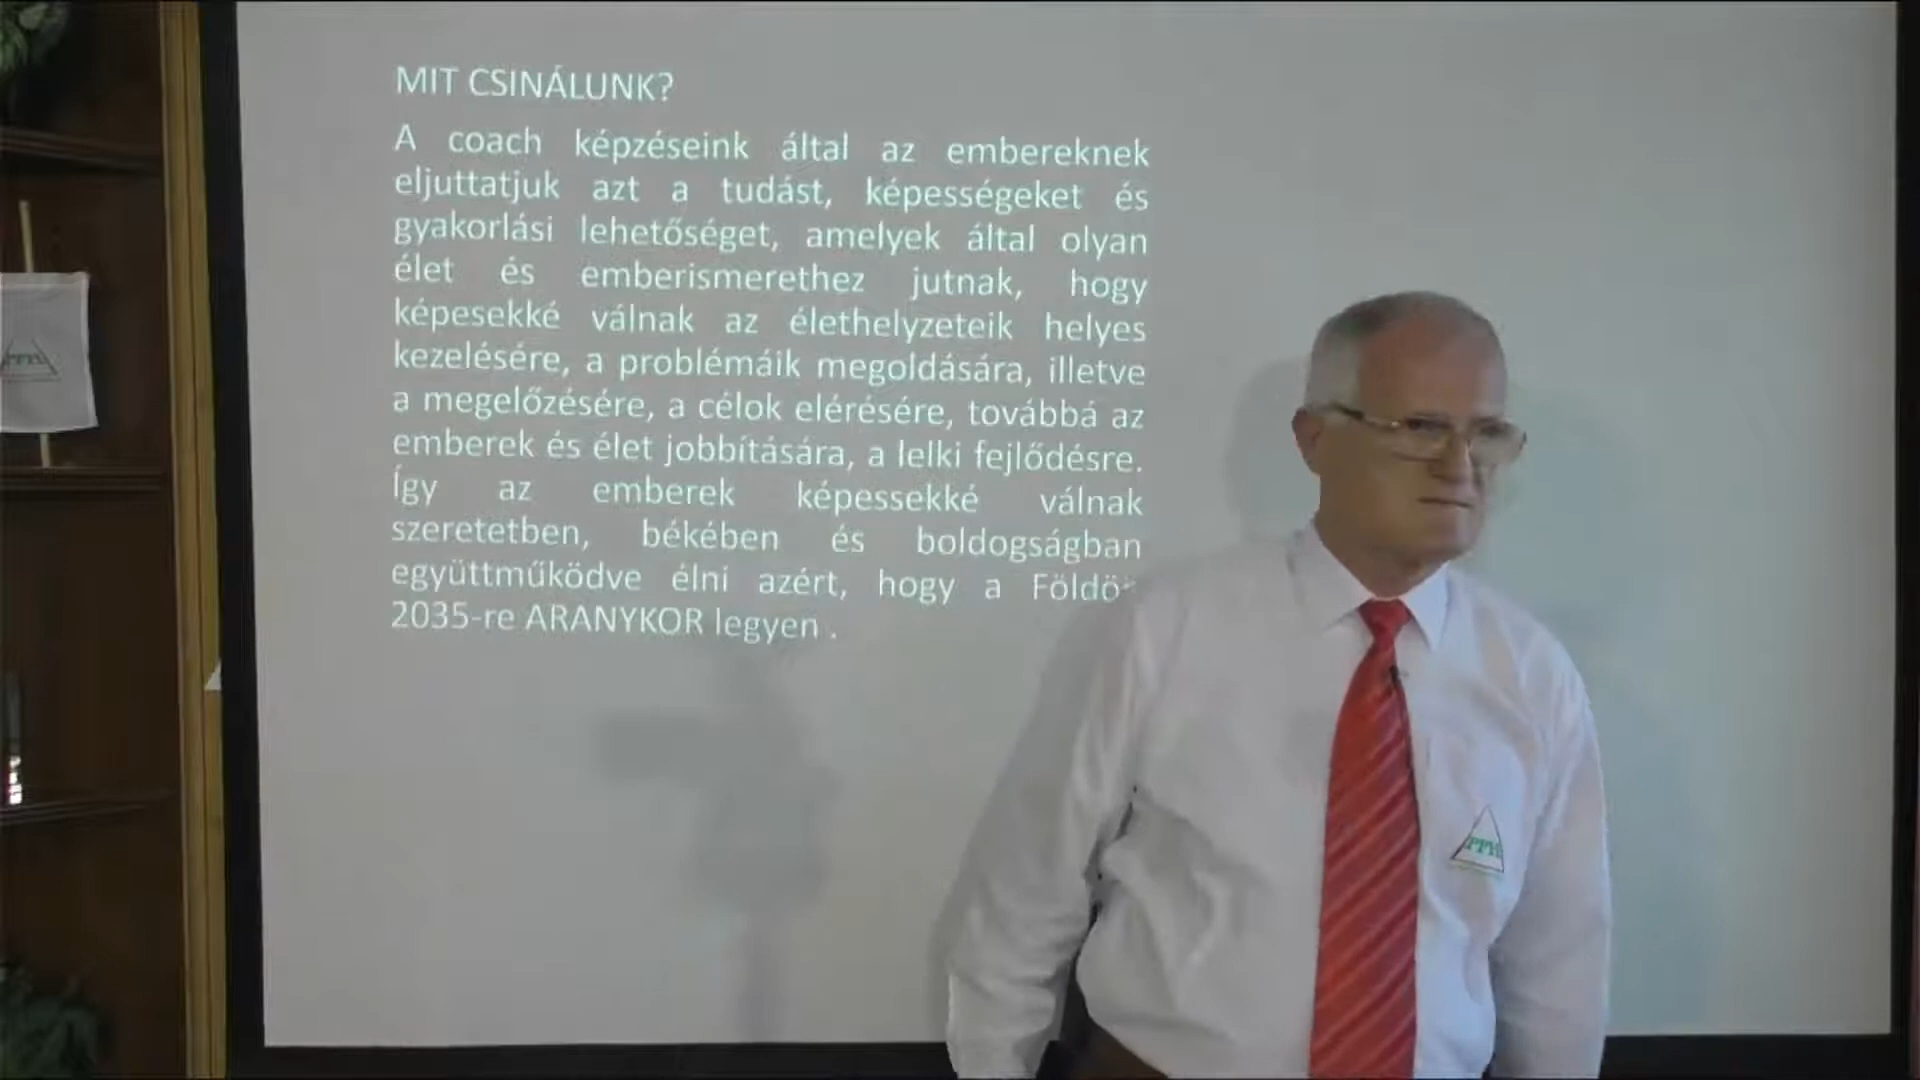 MIT CSINÁLUNK?
A coach képzéseink által az embereknek
eljuttatjuk azt a tudást, képességeket és
gyakorlási lehetőséget, amelyek által olyan
élet és emberismerethez jutnak, hogy
képesekké válnak az élethelyzeteik helyes
kezelésére, a problémáik megoldására, illetve
a megelőzésére, a célok elérésére, továbbá az
emberek és élet jobbítására, a lelki fejlődésre.
Így az emberek képessekké válnak
szeretetben, békében és boldogságban
együttműködve élni azért, hogy a
2035-re ARANYKOR legyen .